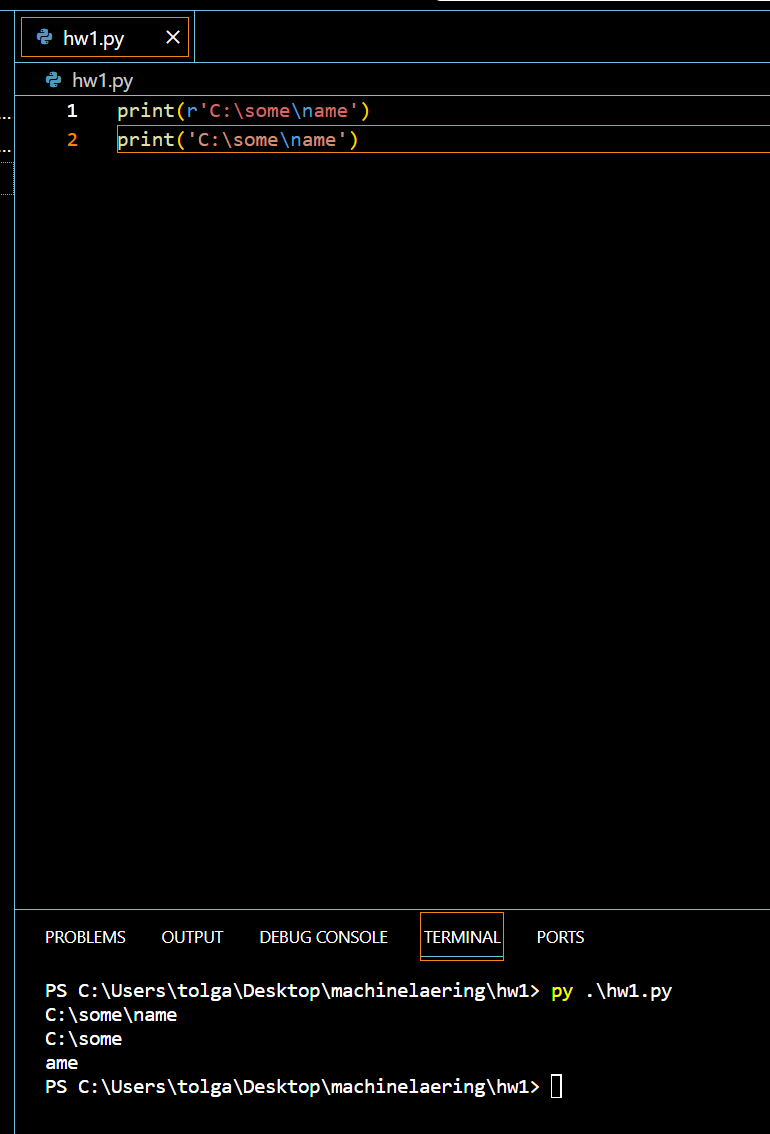 hw1.py
hw1.py
...
...
1 print(r'C:\some\name')
2 print('C:\some\name')
PROBLEMS OUTPUT DEBUG CONSOLE TERMINAL PORTS
PS C:\Users\tolga\Desktop\machinelaering\hw1> py .\hw1.py
C:\some\name
C:\some
ame
PS C:\Users\tolga\Desktop\machinelaering\hw1>